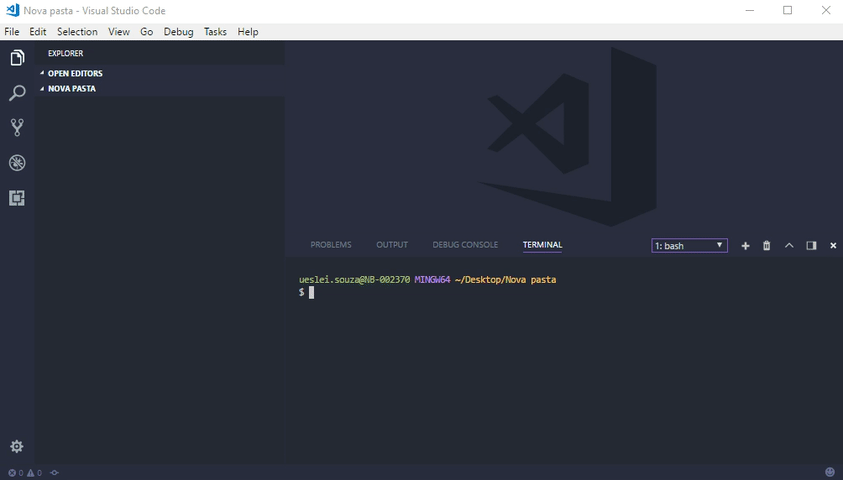 Nova pasta - Visual Studio Code
File Edit Selection View Go Debug Tasks Help
EXPLORER
OPEN EDITORS
NOVA PASTA
PROBLEMS OUTPUT DEBUG CONSOLE TERMINAL 1: bash
ueslei.souza@NB-002370 MINGW64 ~/Desktop/Nova pasta
$
0 0